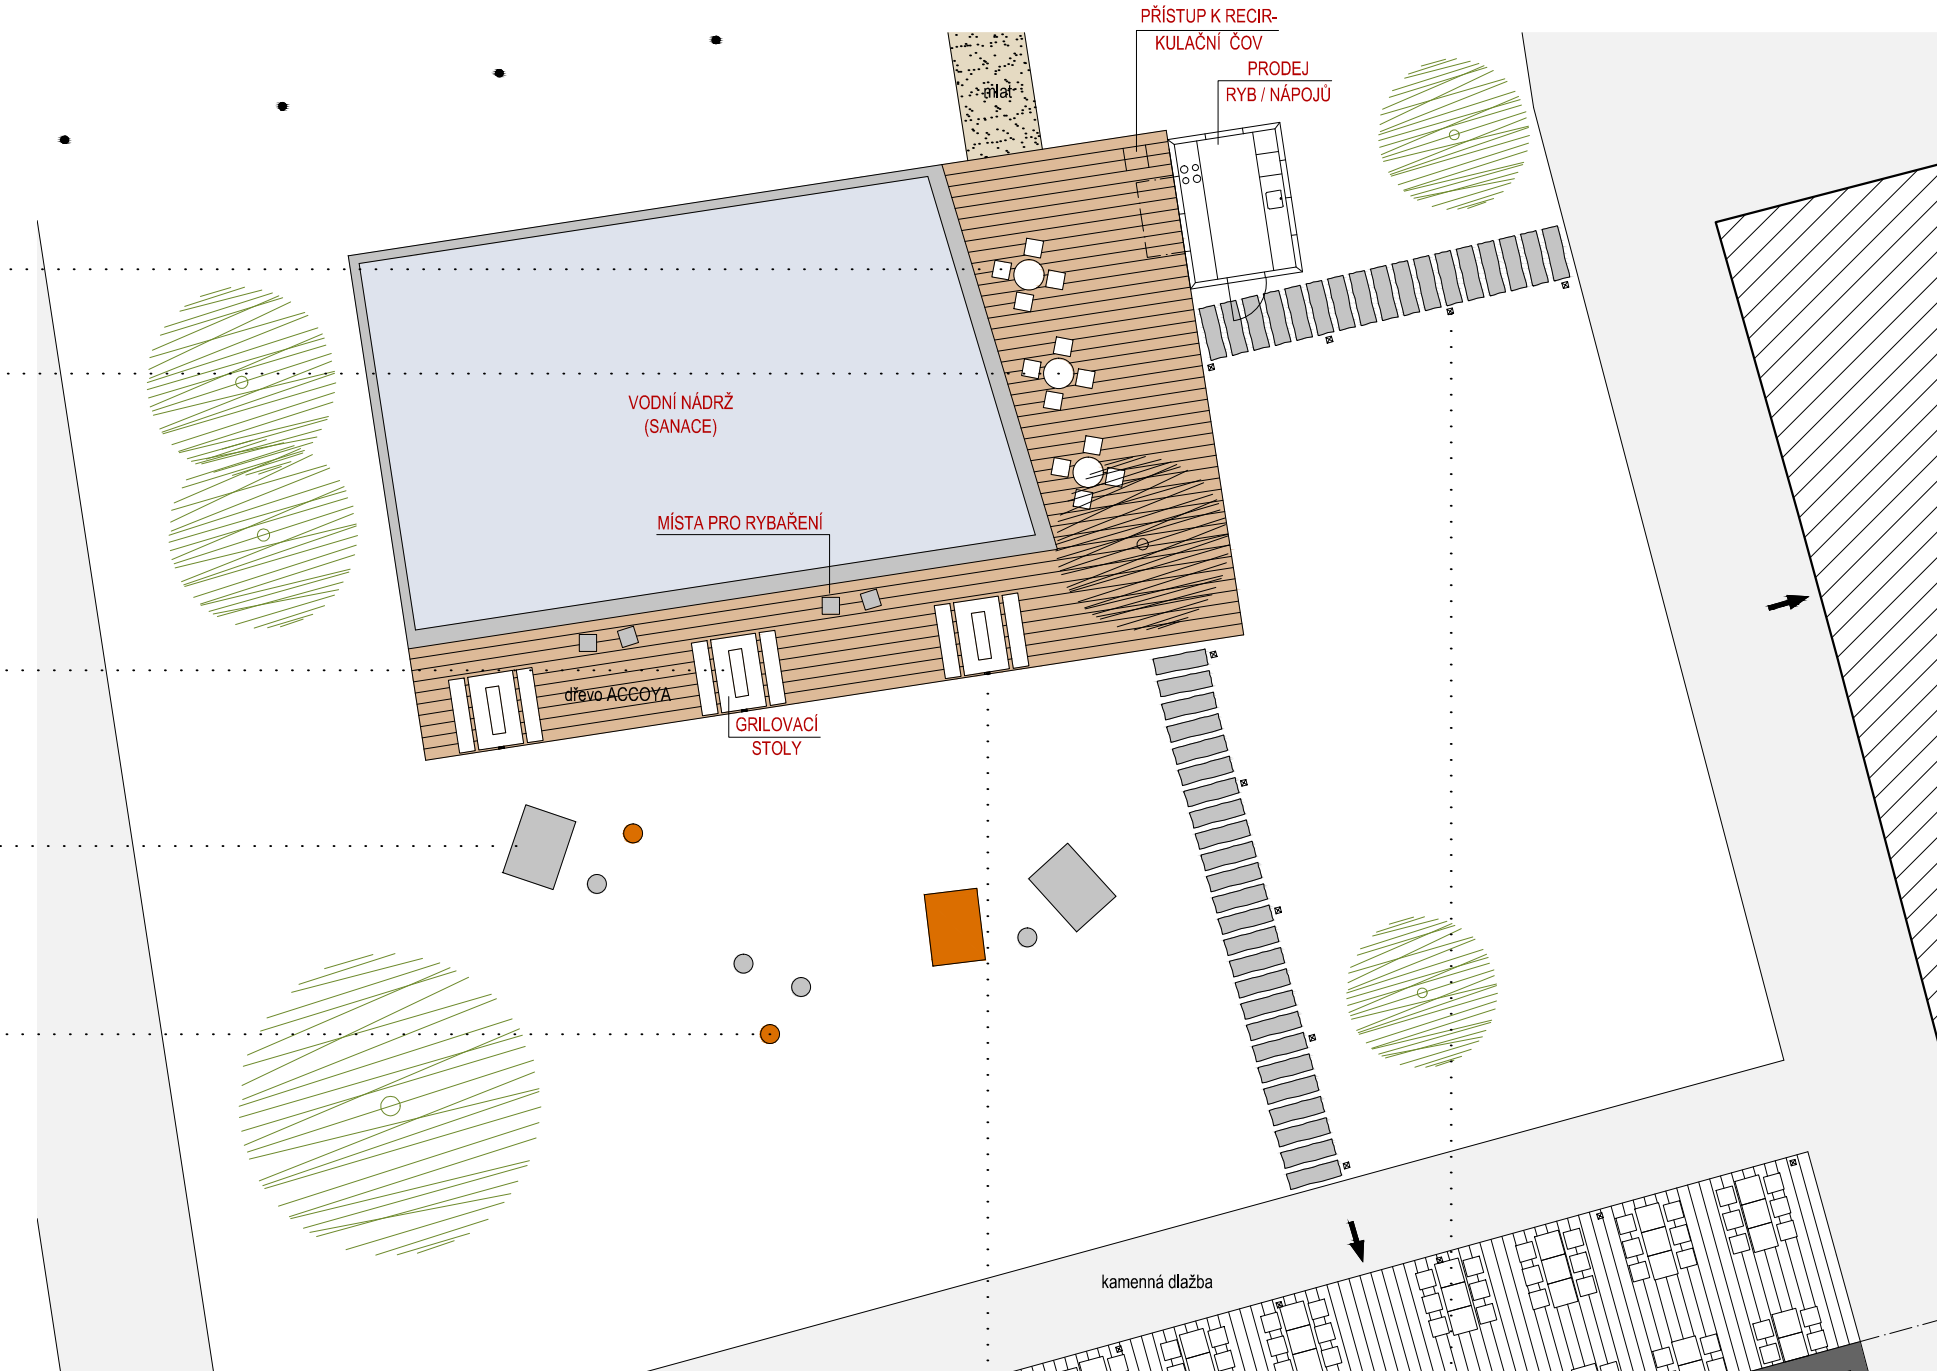 PŘÍSTUP K RECIR-
KULAČNÍ ČOV
PRODEJ
RYB / NÁPOJŮ
mlat
VODNÍ NÁDRŽ
(SANACE)
MÍSTA PRO RYBAŘENÍ
dřevo ACCOYA
GRILOVACÍ
STOLY
kamenná dlažba